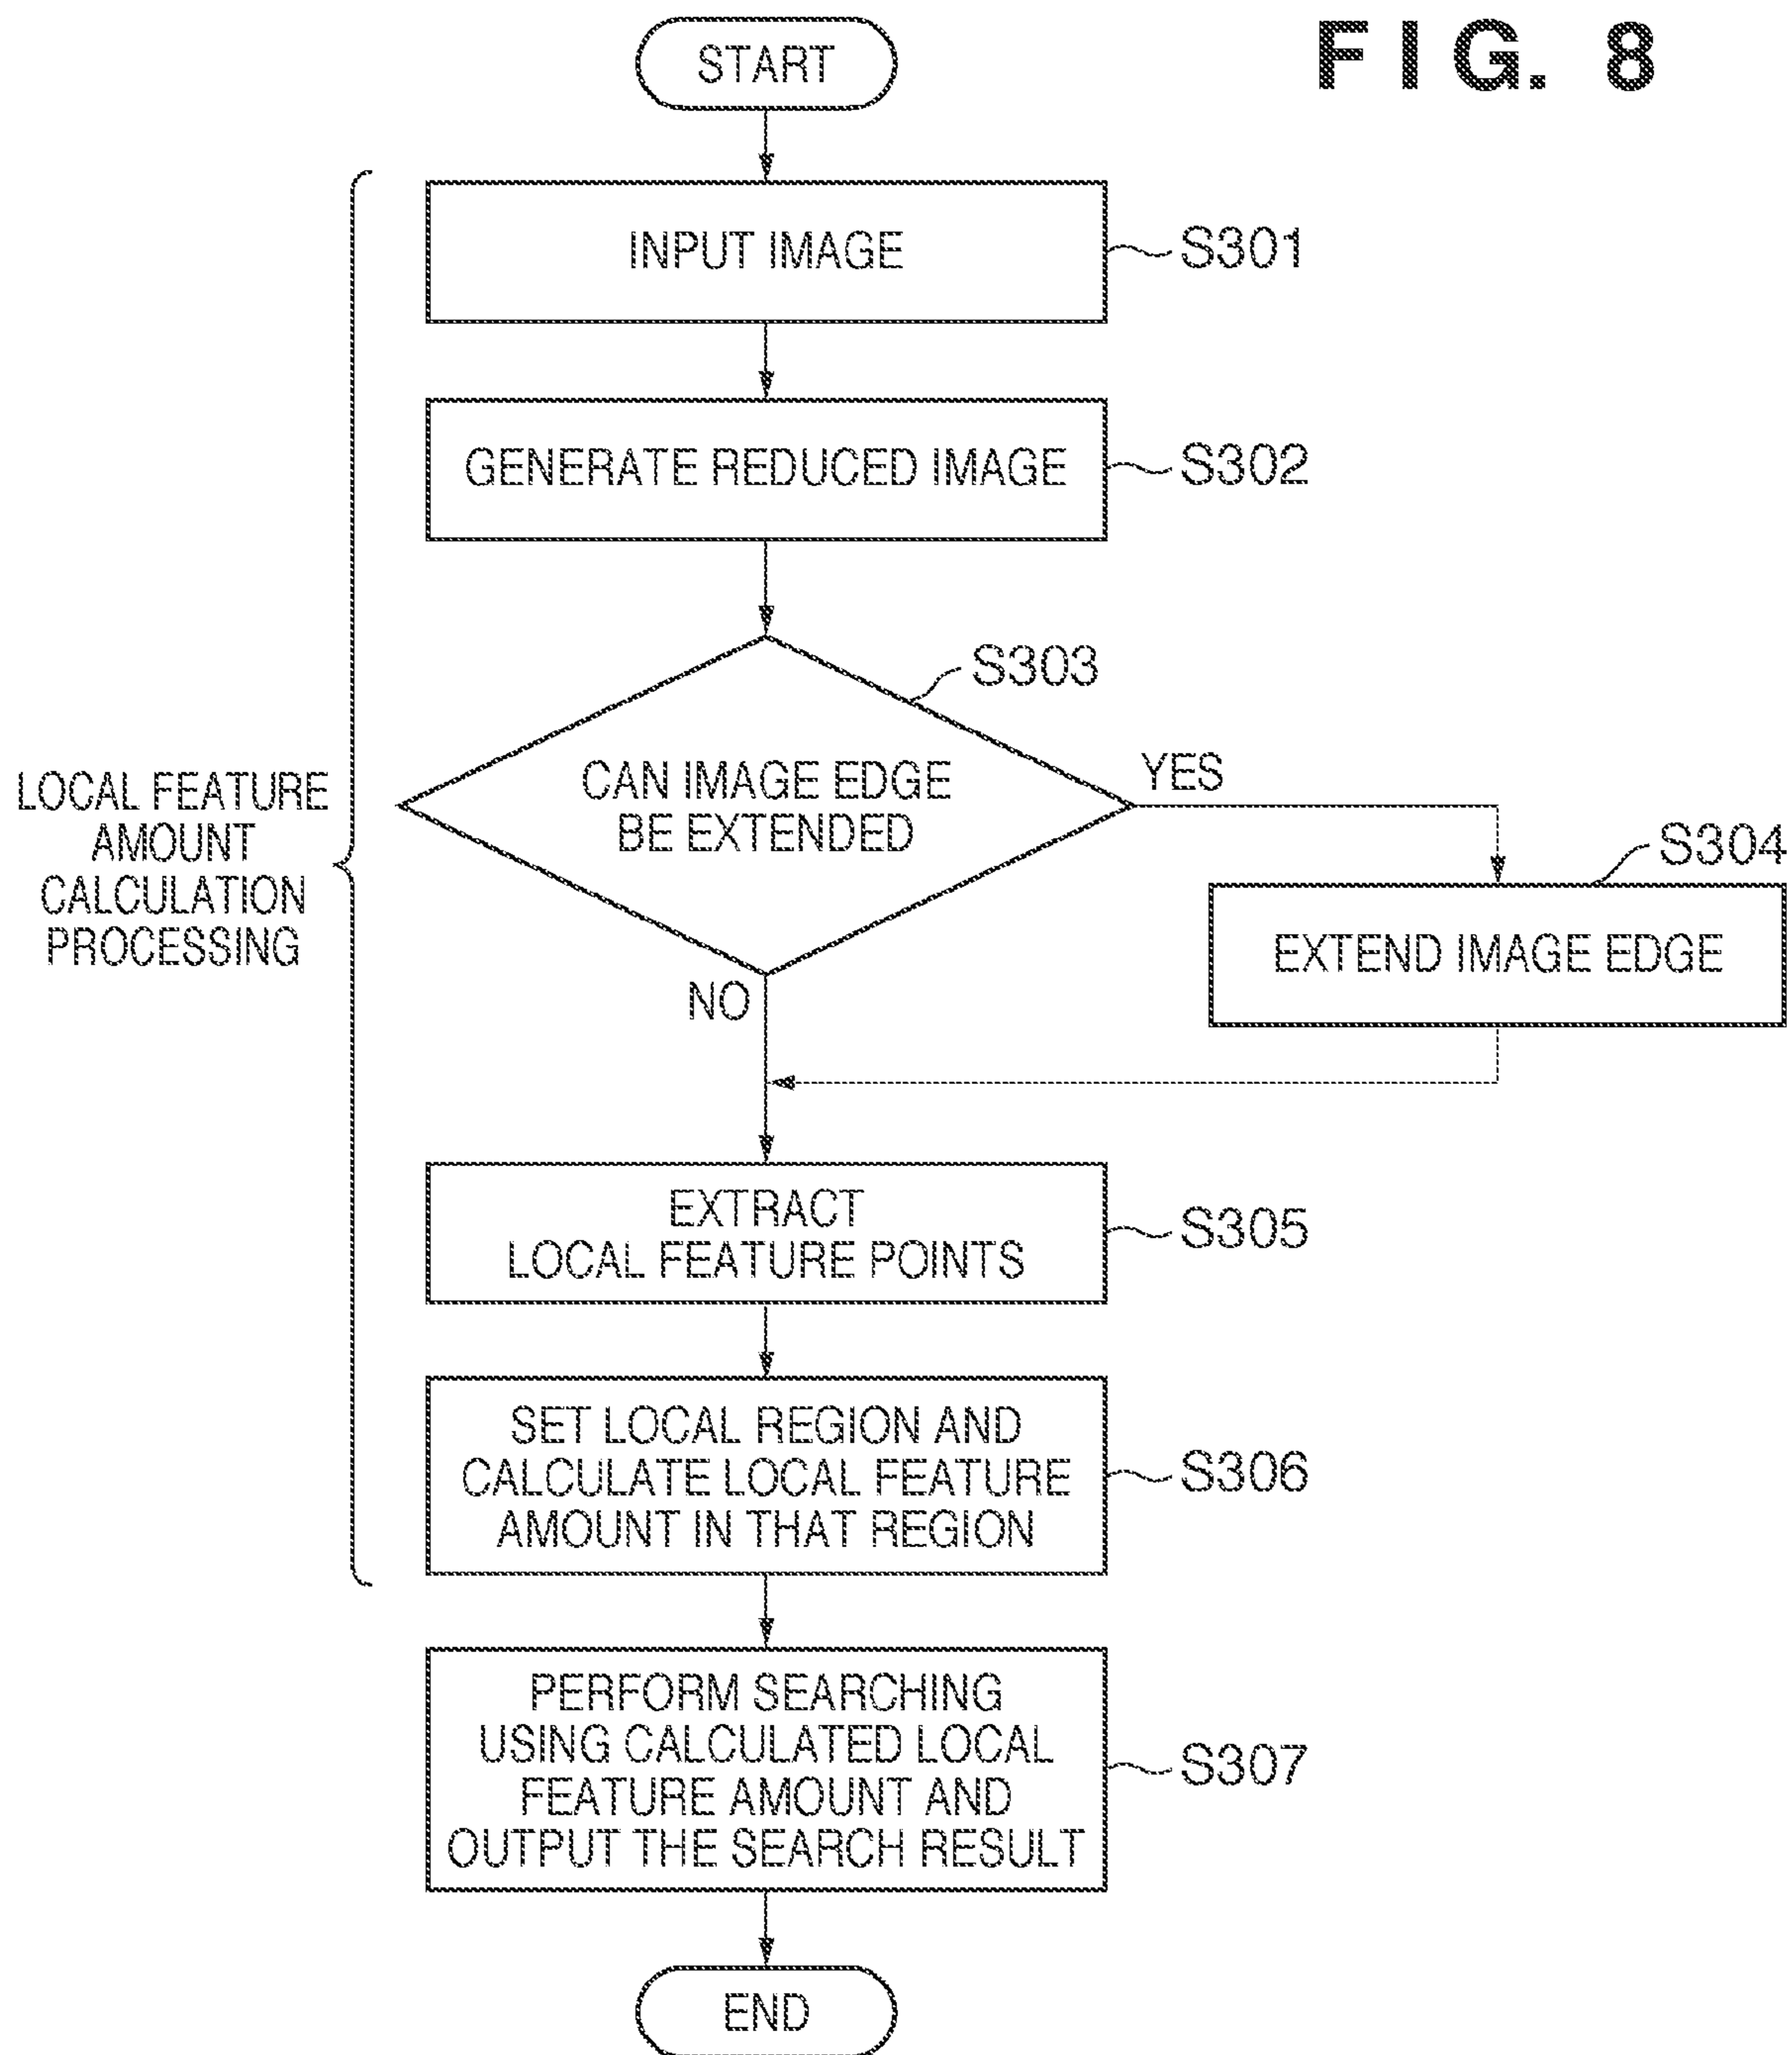 FIG. 8
START
INPUT IMAGE
S301
GENERATE REDUCED IMAGE
S302
S303
CAN IMAGE EDGE
BE EXTENDED
YES
NO
S304
EXTEND IMAGE EDGE
LOCAL FEATURE
AMOUNT
CALCULATION
PROCESSING
EXTRACT
LOCAL FEATURE POINTS
S305
SET LOCAL REGION AND
CALCULATE LOCAL FEATURE
AMOUNT IN THAT REGION
S306
PERFORM SEARCHING
USING CALCULATED LOCAL
FEATURE AMOUNT AND
OUTPUT THE SEARCH RESULT
S307
END